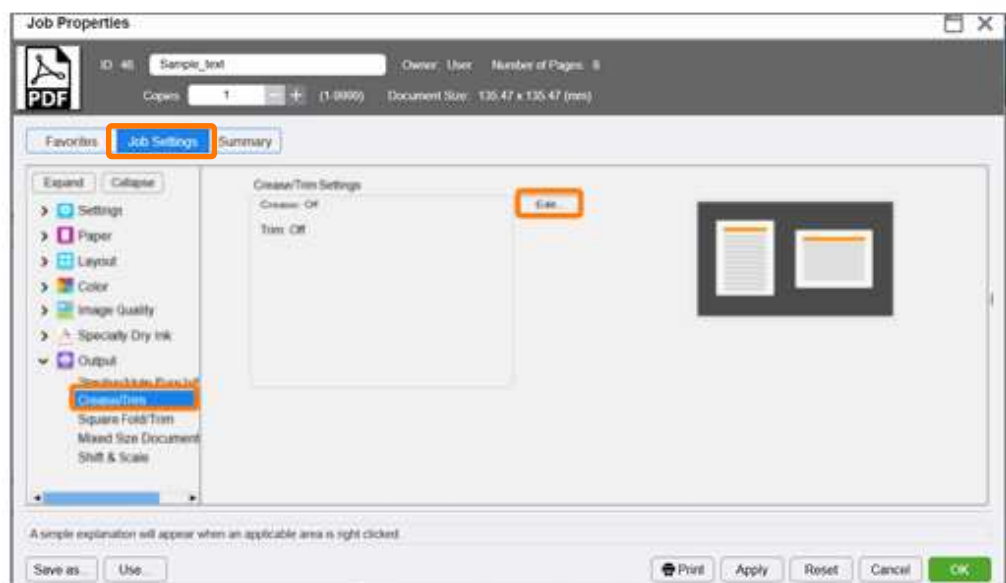 Job Properties
PDF
ID 46 Sample_text Owner: User Number of Pages: 8
Copies 1 - + (1-9999) Document Size: 135.47 x 135.47 (mm)
Favorites Job Settings Summary
Expand Collapse
Settings
Paper
Layout
Color
Image Quality
Specialty Dry Ink
Output
Crease/Trim
Square Fold/Trim
Mixed Size Document
Shift & Scale
Crease/Trim Settings
Crease: Off
Trim: Off
Edit...
A simple explanation will appear when an applicable area is right clicked.
Save as... Use... Print Apply Reset Cancel OK